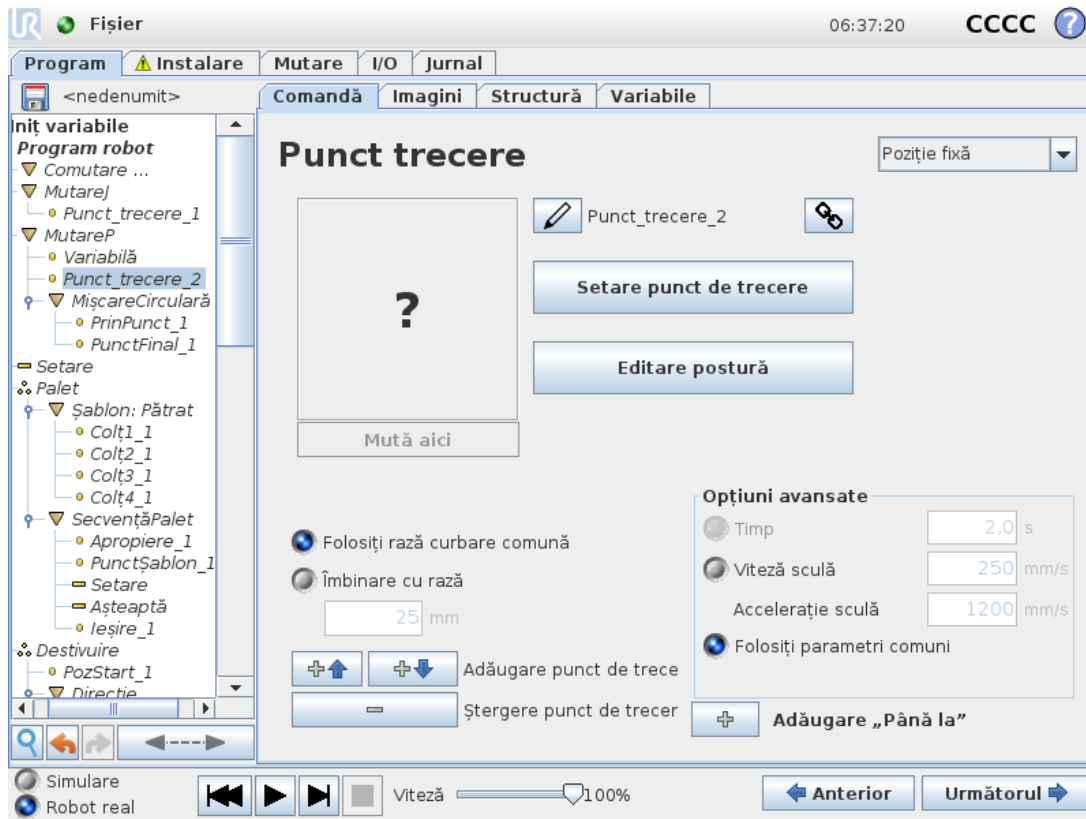 Fișier
06:37:20
CCCC
?
Program
Instalare
Mutare
I/O
Jurnal
<nedenumit>
Comandă
Imagini
Structură
Variabile
Iniț variabile
Program robot
Comutare ...
MutareJ
Punct_trecere_1
MutareP
Variabilă
Punct_trecere_2
MișcareCirculară
PrinPunct_1
PunctFinal_1
Setare
Palet
Șablon: Pătrat
Colț1_1
Colț2_1
Colț3_1
Colț4_1
SecvențăPalet
Apropiere_1
PunctȘablon_1
Setare
Așteaptă
Ieșire_1
Destivuire
PozStart_1
Direcție
Punct trecere
Poziție fixă
?
Punct_trecere_2
Setare punct de trecere
Editare postură
Mută aici
Folosiți rază curbare comună
Îmbinare cu rază
25 mm
Adăugare punct de trece
Ștergere punct de trecer
Opțiuni avansate
Timp
2,0 s
Viteză sculă
250 mm/s
Accelerație sculă
1200 mm/s
Folosiți parametri comuni
Adăugare „Până la”
Simulare
Robot real
Viteză
100%
Anterior
Următorul